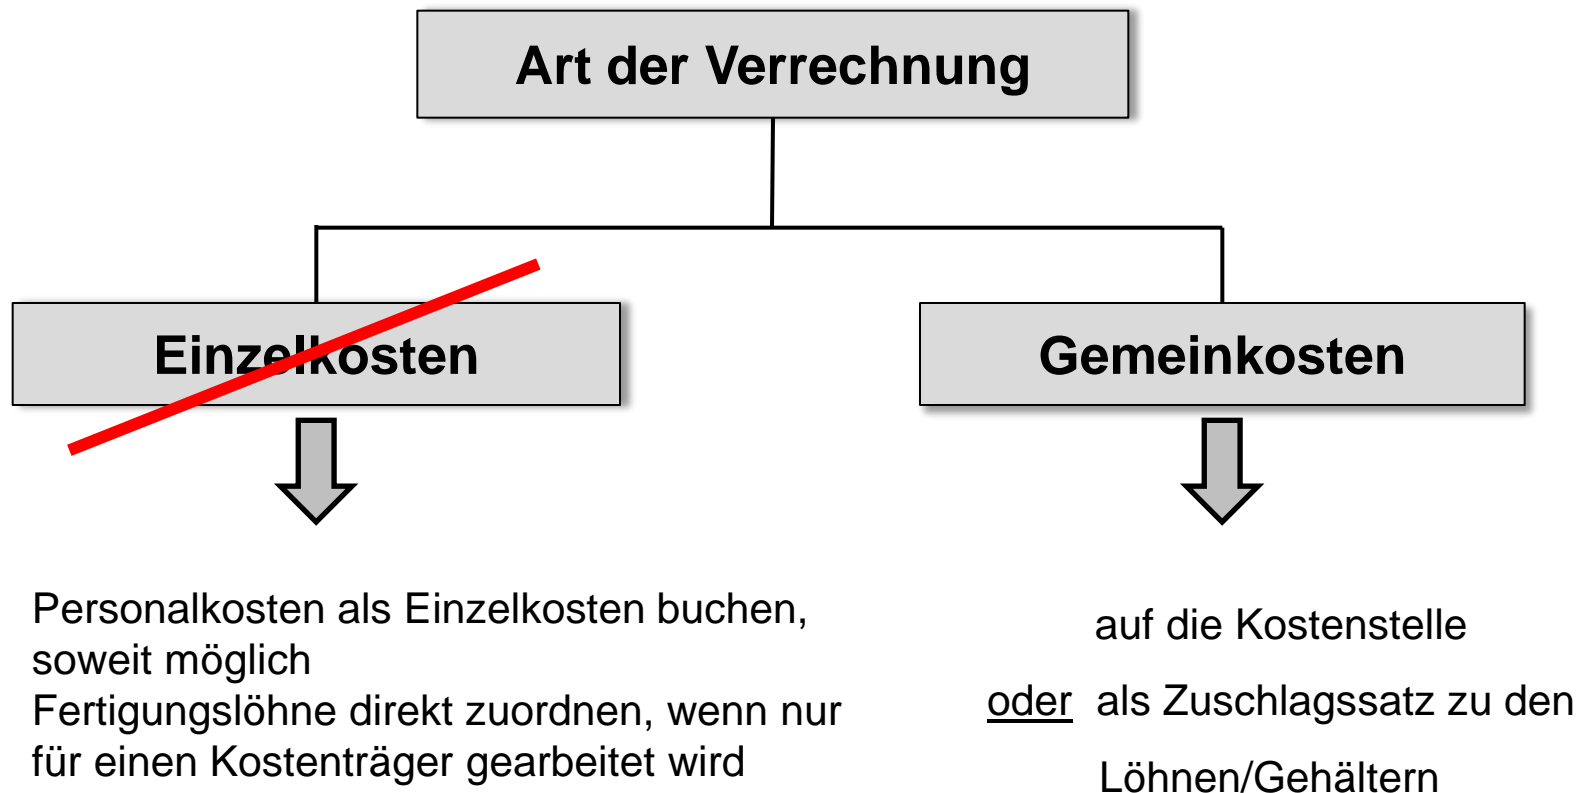 Art der Verrechnung
Einzelkosten
Gemeinkosten
Personalkosten als Einzelkosten buchen,
soweit möglich
Fertigungslöhne direkt zuordnen, wenn nur
für einen Kostenträger gearbeitet wird
auf die Kostenstelle
oder als Zuschlagssatz zu den
Löhnen/Gehältern